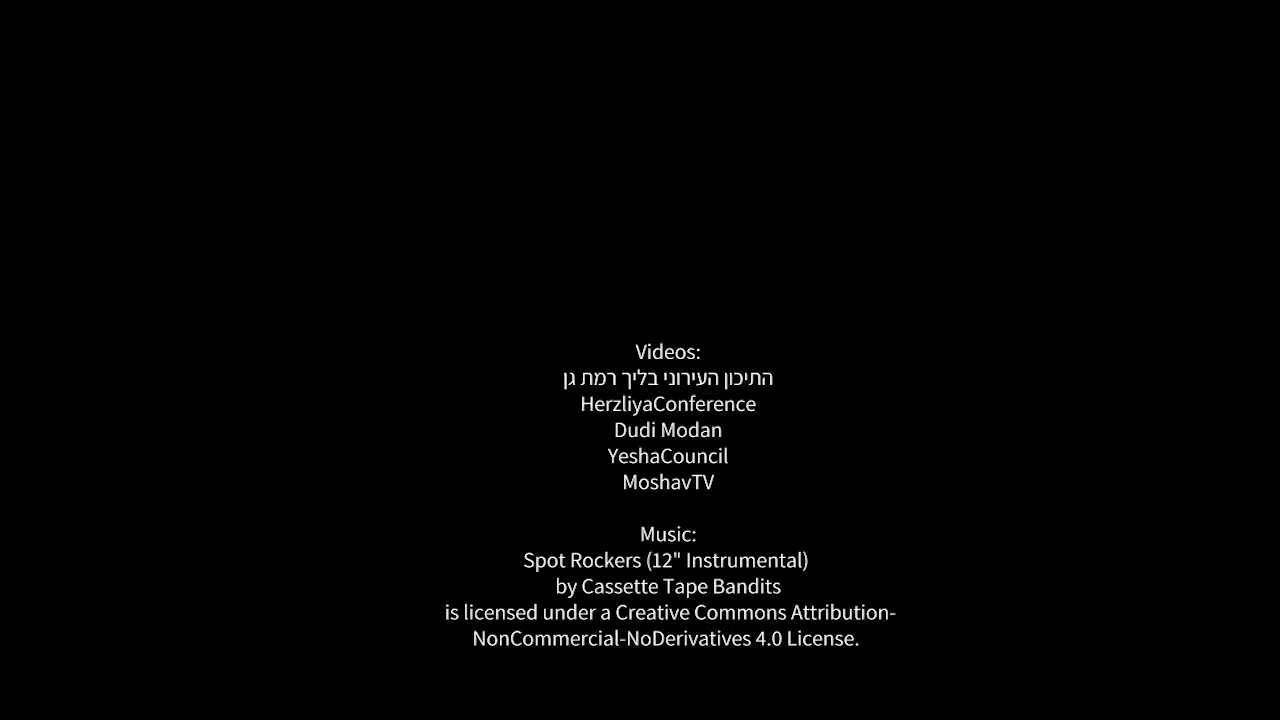 Videos:
התיכון העירוני בליך רמת גן
HerzliyaConference
Dudi Modan
YeshaCouncil
MoshavTV
Music:
Spot Rockers (12" Instrumental)
by Cassette Tape Bandits
is licensed under a Creative Commons Attribution-
NonCommercial-NoDerivatives 4.0 License.